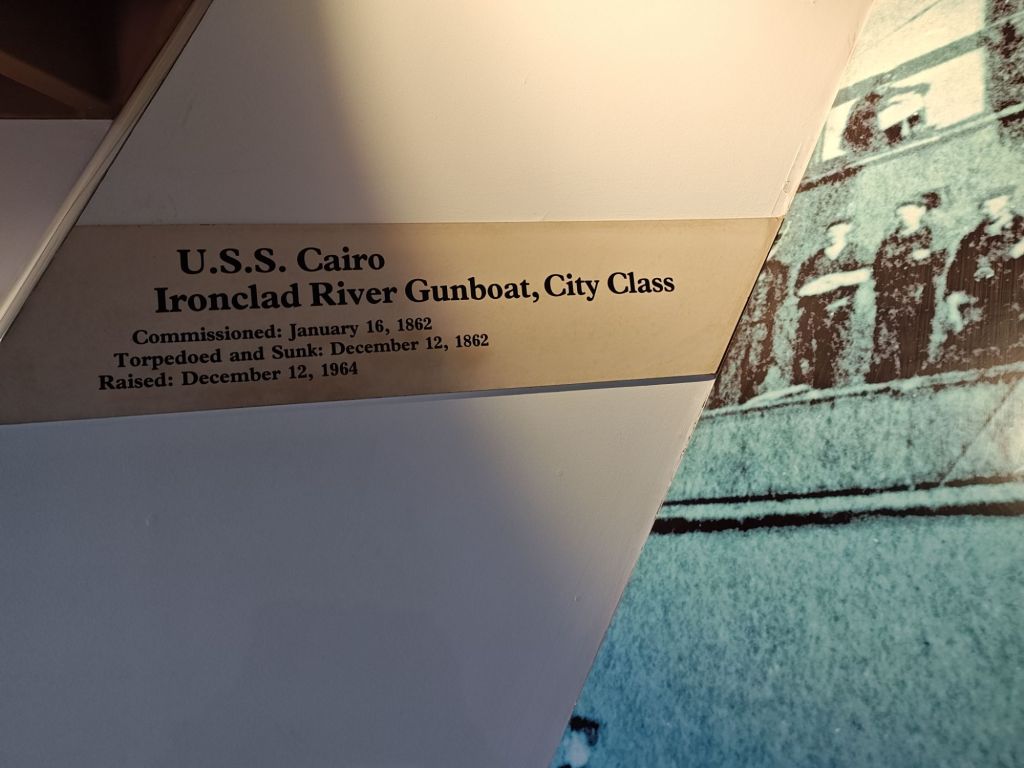 U.S.S. Cairo
Ironclad River Gunboat, City Class
Commissioned: January 16, 1862
Torpedoed and Sunk: December 12, 1862
Raised: December 12, 1964